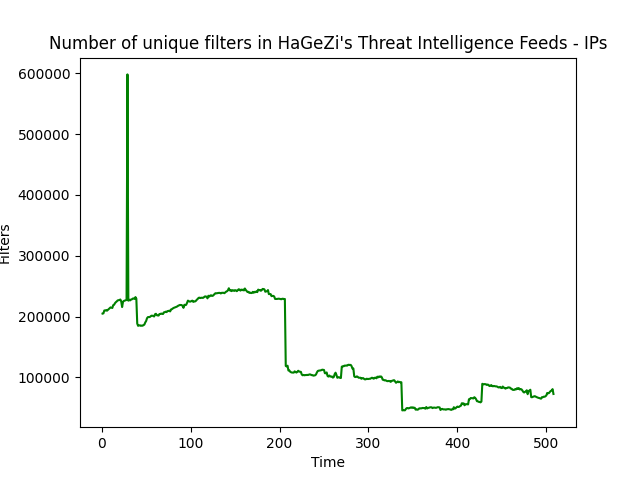 Number of unique filters in HaGeZi's Threat Intelligence Feeds - IPs
600000
500000
400000
300000
200000
100000
Filters
0 100 200 300 400 500
Time